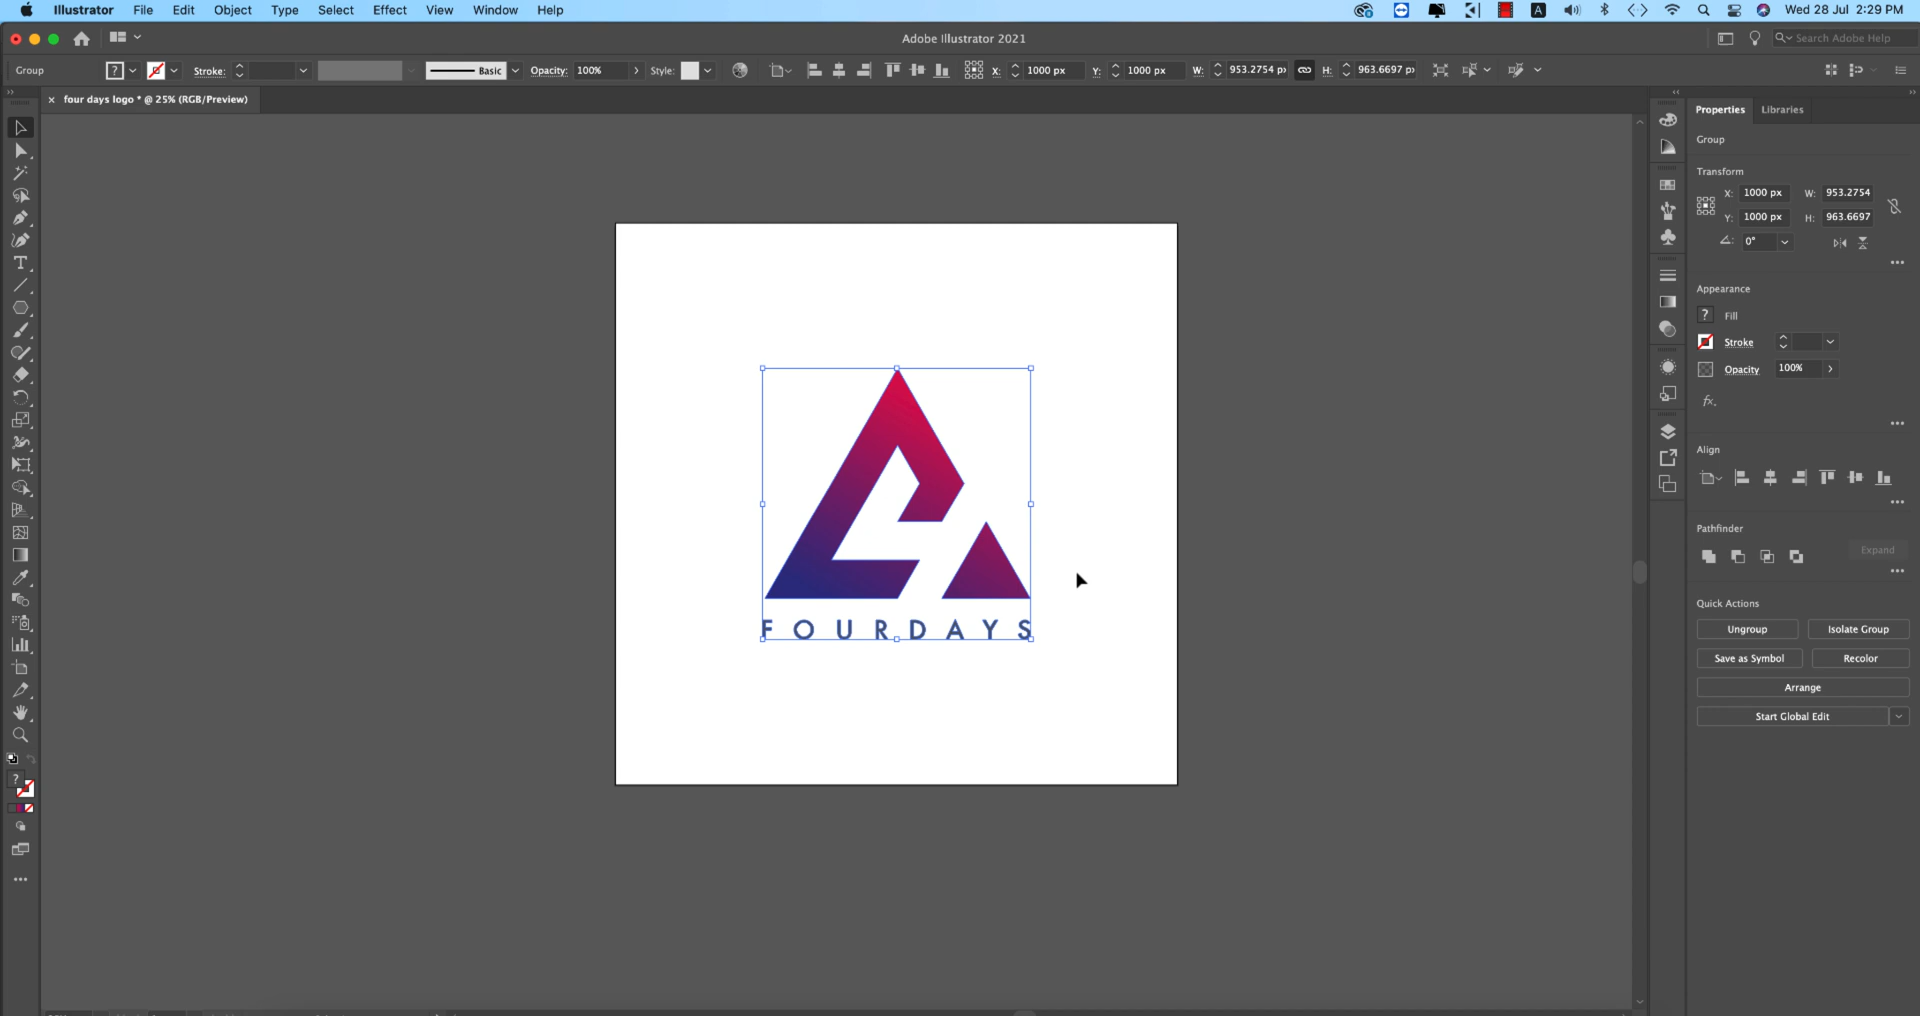 Illustrator File Edit Object Type Select Effect View Window Help
A Wed 28 Jul 2:29 PM
Adobe Illustrator 2021
Search Adobe Help
Group ? Stroke: Basic Opacity: 100% Style: X: 1000 px Y: 1000 px W: 953.2754 px H: 963.6697 px
× four days logo * @ 25% (RGB/Preview)
FOURDAYS
Properties Libraries
Group
Transform
X: 1000 px W: 953.2754
Y: 1000 px H: 963.6697
0°
Appearance
? Fill
Stroke
Opacity 100%
fx.
Align
Pathfinder
Expand
Quick Actions
Ungroup Isolate Group
Save as Symbol Recolor
Arrange
Start Global Edit